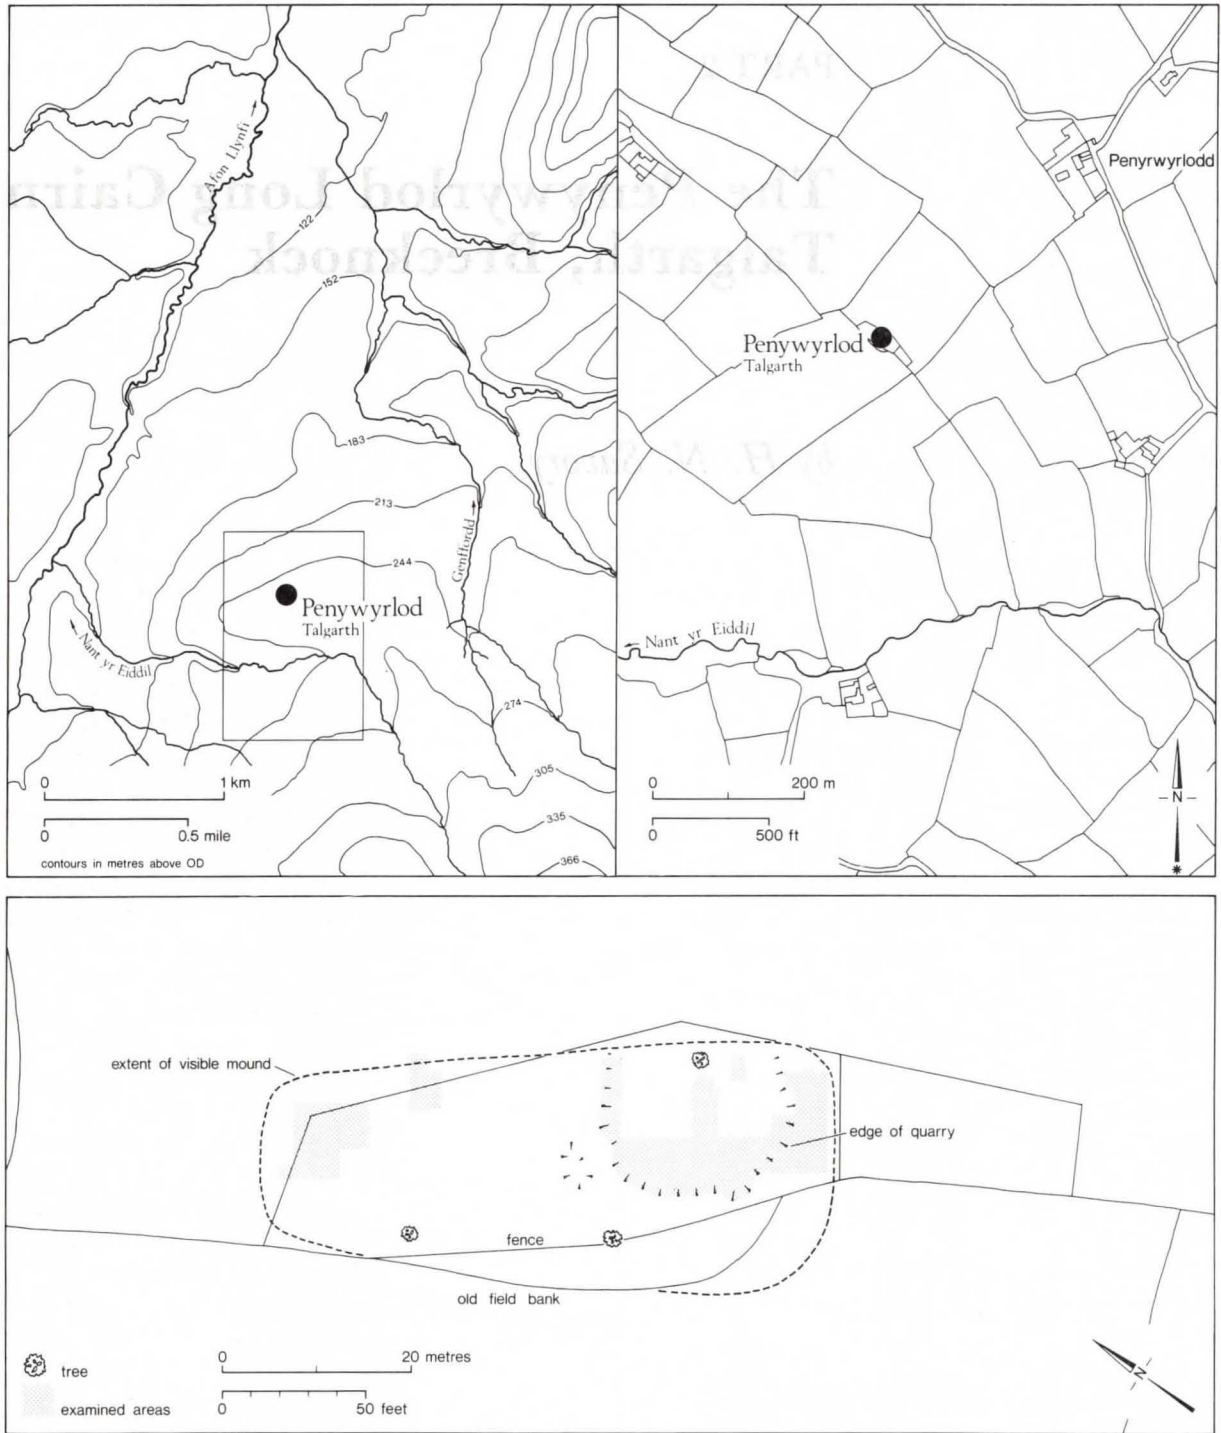 Afon Llynfi
122
152
183
213
244
Genffordd
Penywyrlod
Talgarth
Nant yr Eiddil
274
305
335
366
0 1 km
0 0.5 mile
contours in metres above OD
Penyrwyrlodd
Penywyrlod
Talgarth
Nant yr Eiddil
0 200 m
0 500 ft
N
extent of visible mound
edge of quarry
fence
old field bank
tree
examined areas
0 20 metres
0 50 feet
N